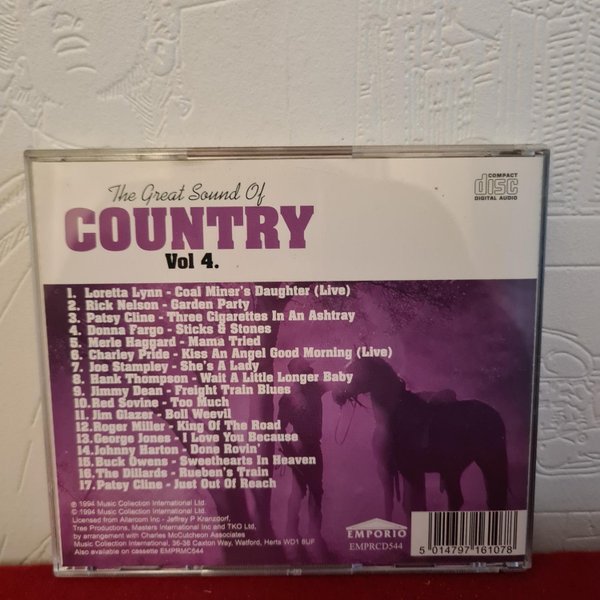 The Great Sound Of
COUNTRY
Vol 4.
COMPACT
disc
DIGITAL AUDIO
1. Loretta Lynn - Coal Miner's Daughter (Live)
2. Rick Nelson - Garden Party
3. Patsy Cline - Three Cigarettes In An Ashtray
4. Donna Fargo - Sticks & Stones
5. Merle Haggard - Mama Tried
6. Charley Pride - Kiss An Angel Good Morning (Live)
7. Joe Stampley - She's A Lady
8. Hank Thompson - Wait A Little Longer Baby
9. Jimmy Dean - Freight Train Blues
10.Red Sovine - Too Much
11. Jim Glazer - Boll Weevil
12.Roger Miller - King Of The Road
13.George Jones - I Love You Because
14.Johnny Harton - Done Rovin'
15.Buck Owens - Sweethearts In Heaven
16.The Dillards - Rueben's Train
17.Patsy Cline - Just Out Of Reach
℗ 1994 Music Collection International Ltd.
© 1994 Music Collection International Ltd.
Licensed from Altaroom Inc - Jeffrey P Kranzdorf,
Tree Productions, Masters International Inc and TKO Ltd,
by arrangement with Charles McCutcheon Associates
Music Collection International, 36-38 Caxton Way, Watford, Herts WD1 8UF
Also available on cassette EMPRMC544
EMPORIO
EMPRCD544
5 014797 161078